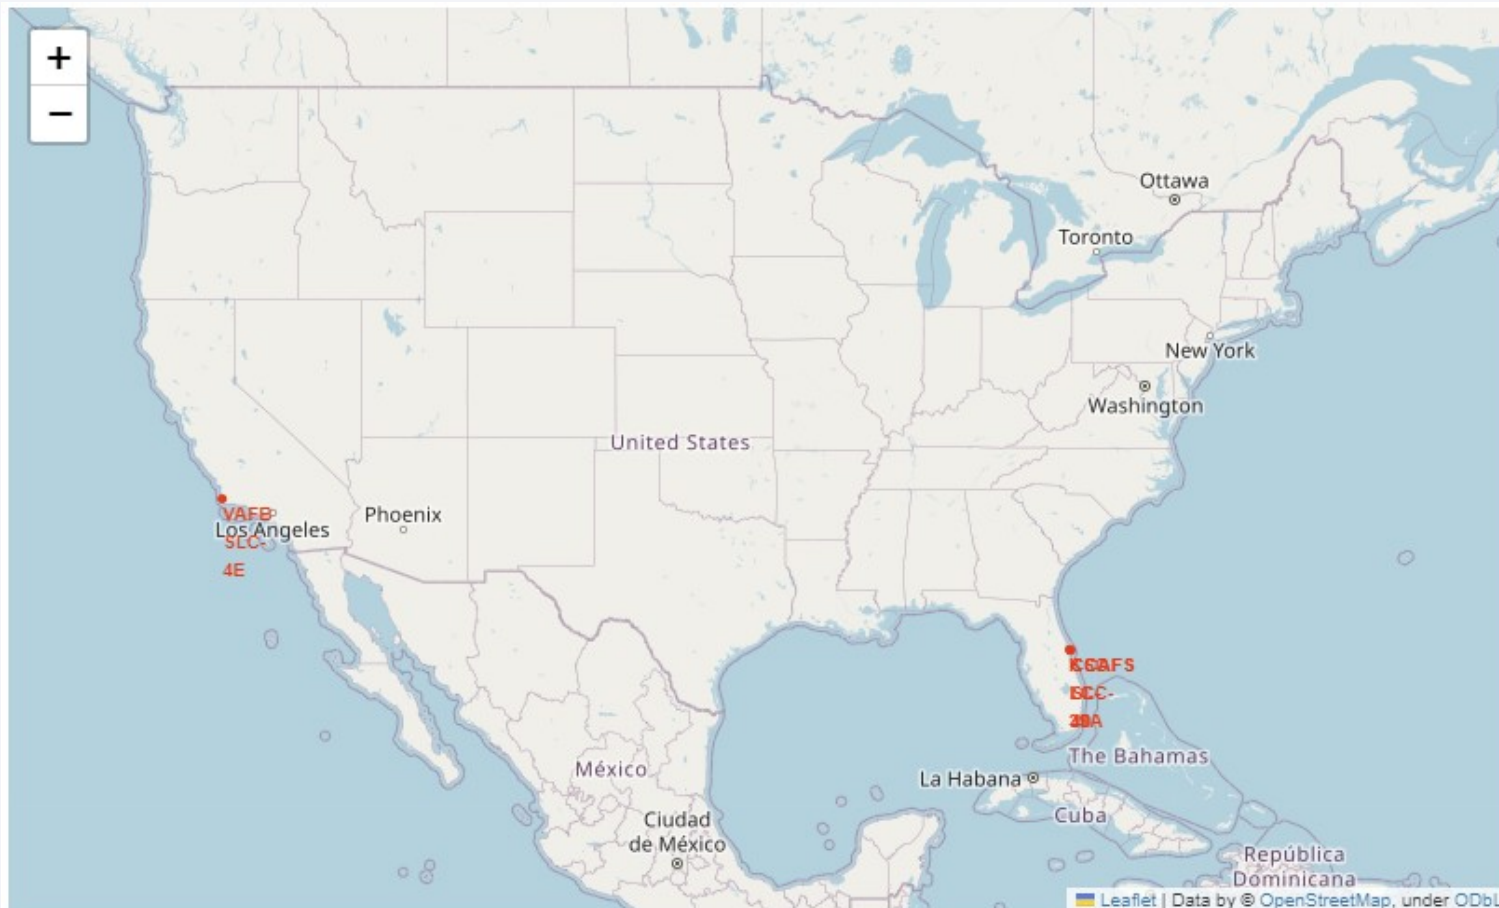 +
−
Ottawa
Toronto
New York
Washington
United States
VAFB
Los Angeles
SLC-
4E
Phoenix
The Bahamas
La Habana
México
Cuba
Ciudad
de México
República
Dominicana
Leaflet | Data by © OpenStreetMap, under ODbL